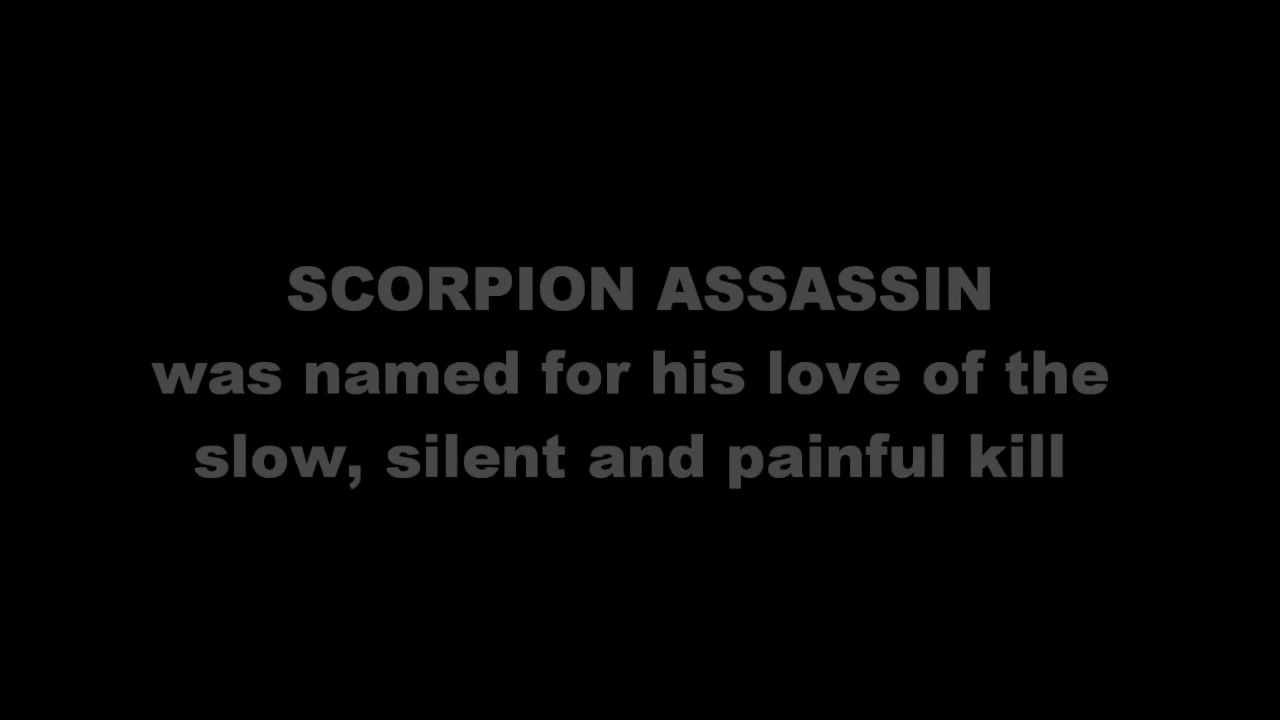 SCORPION ASSASSIN
was named for his love of the
slow, silent and painful kill